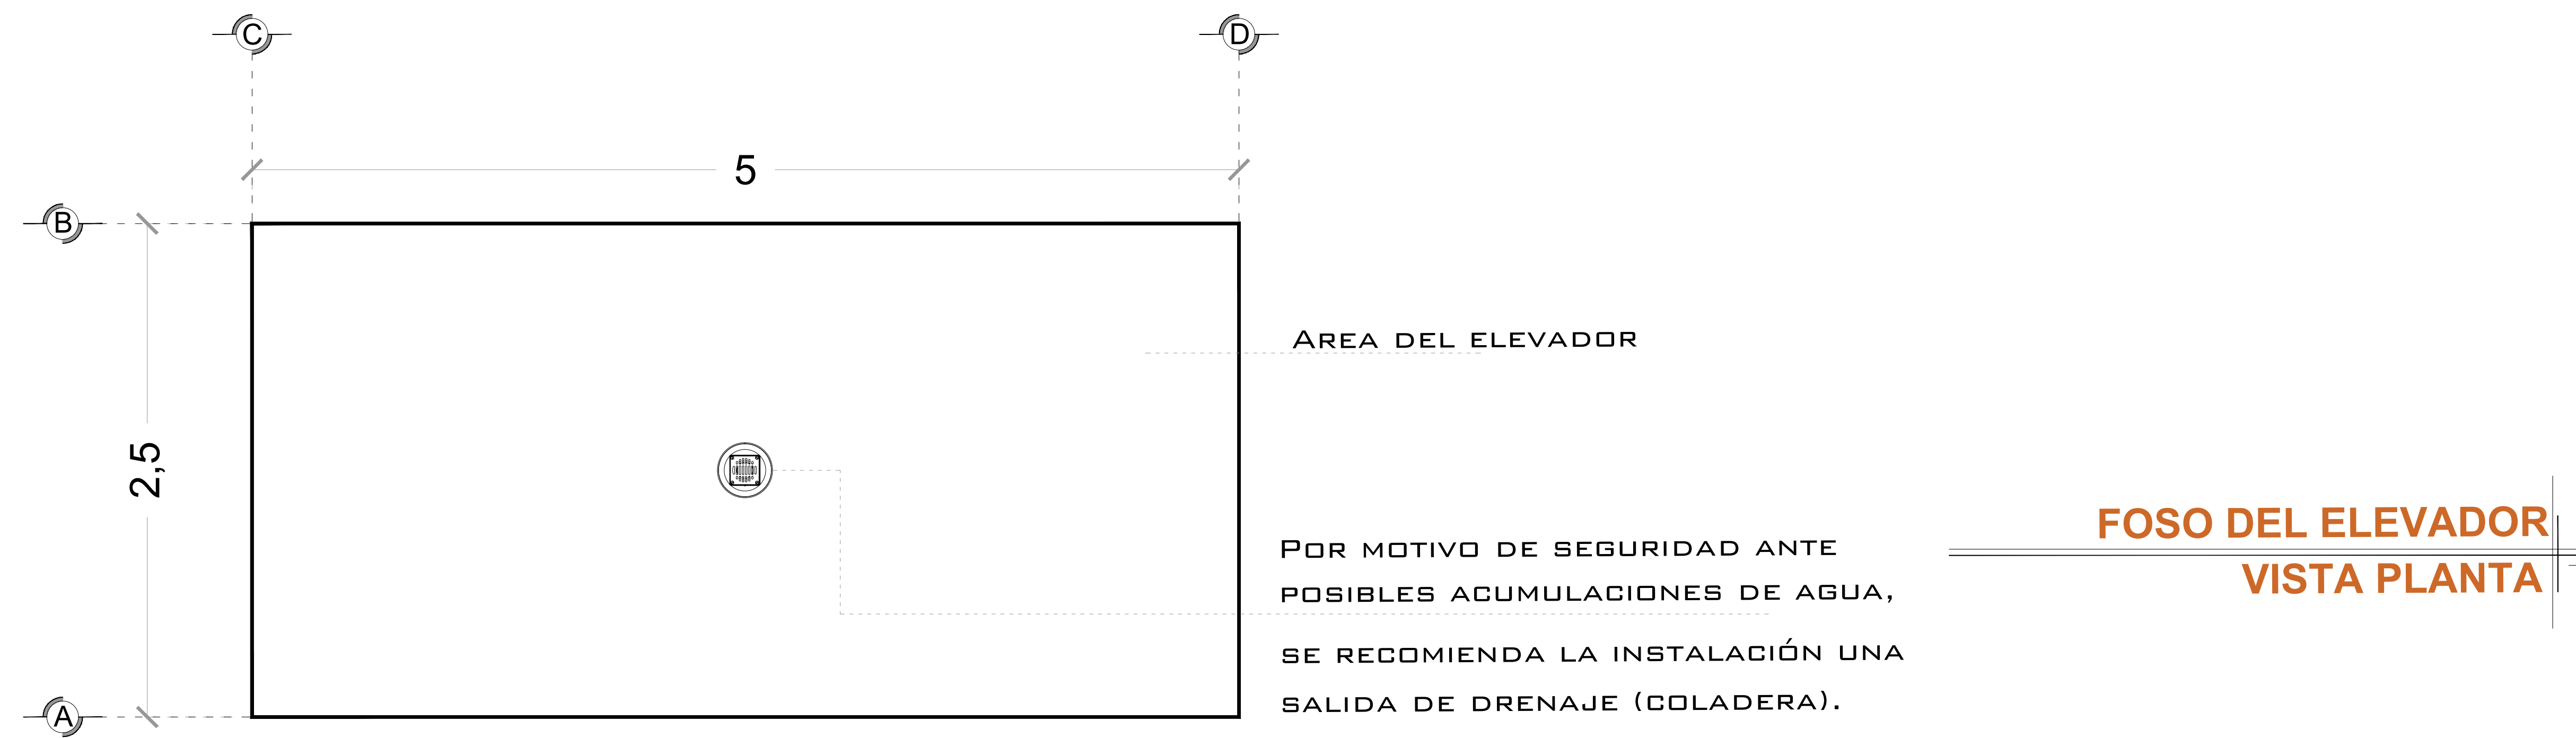 C
D
5
B
2,5
AREA DEL ELEVADOR
POR MOTIVO DE SEGURIDAD ANTE
POSIBLES ACUMULACIONES DE AGUA,
SE RECOMIENDA LA INSTALACIÓN UNA
SALIDA DE DRENAJE (COLADERA).
FOSO DEL ELEVADOR
VISTA PLANTA
A